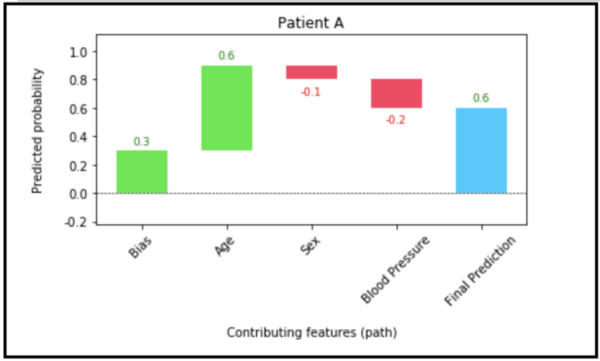 Patient A
Predicted probability
1.0
0.8
0.6
0.4
0.2
0.0
-0.2
0.3
0.6
-0.1
-0.2
0.6
Bias
Age
Sex
Blood Pressure
Final Prediction
Contributing features (path)